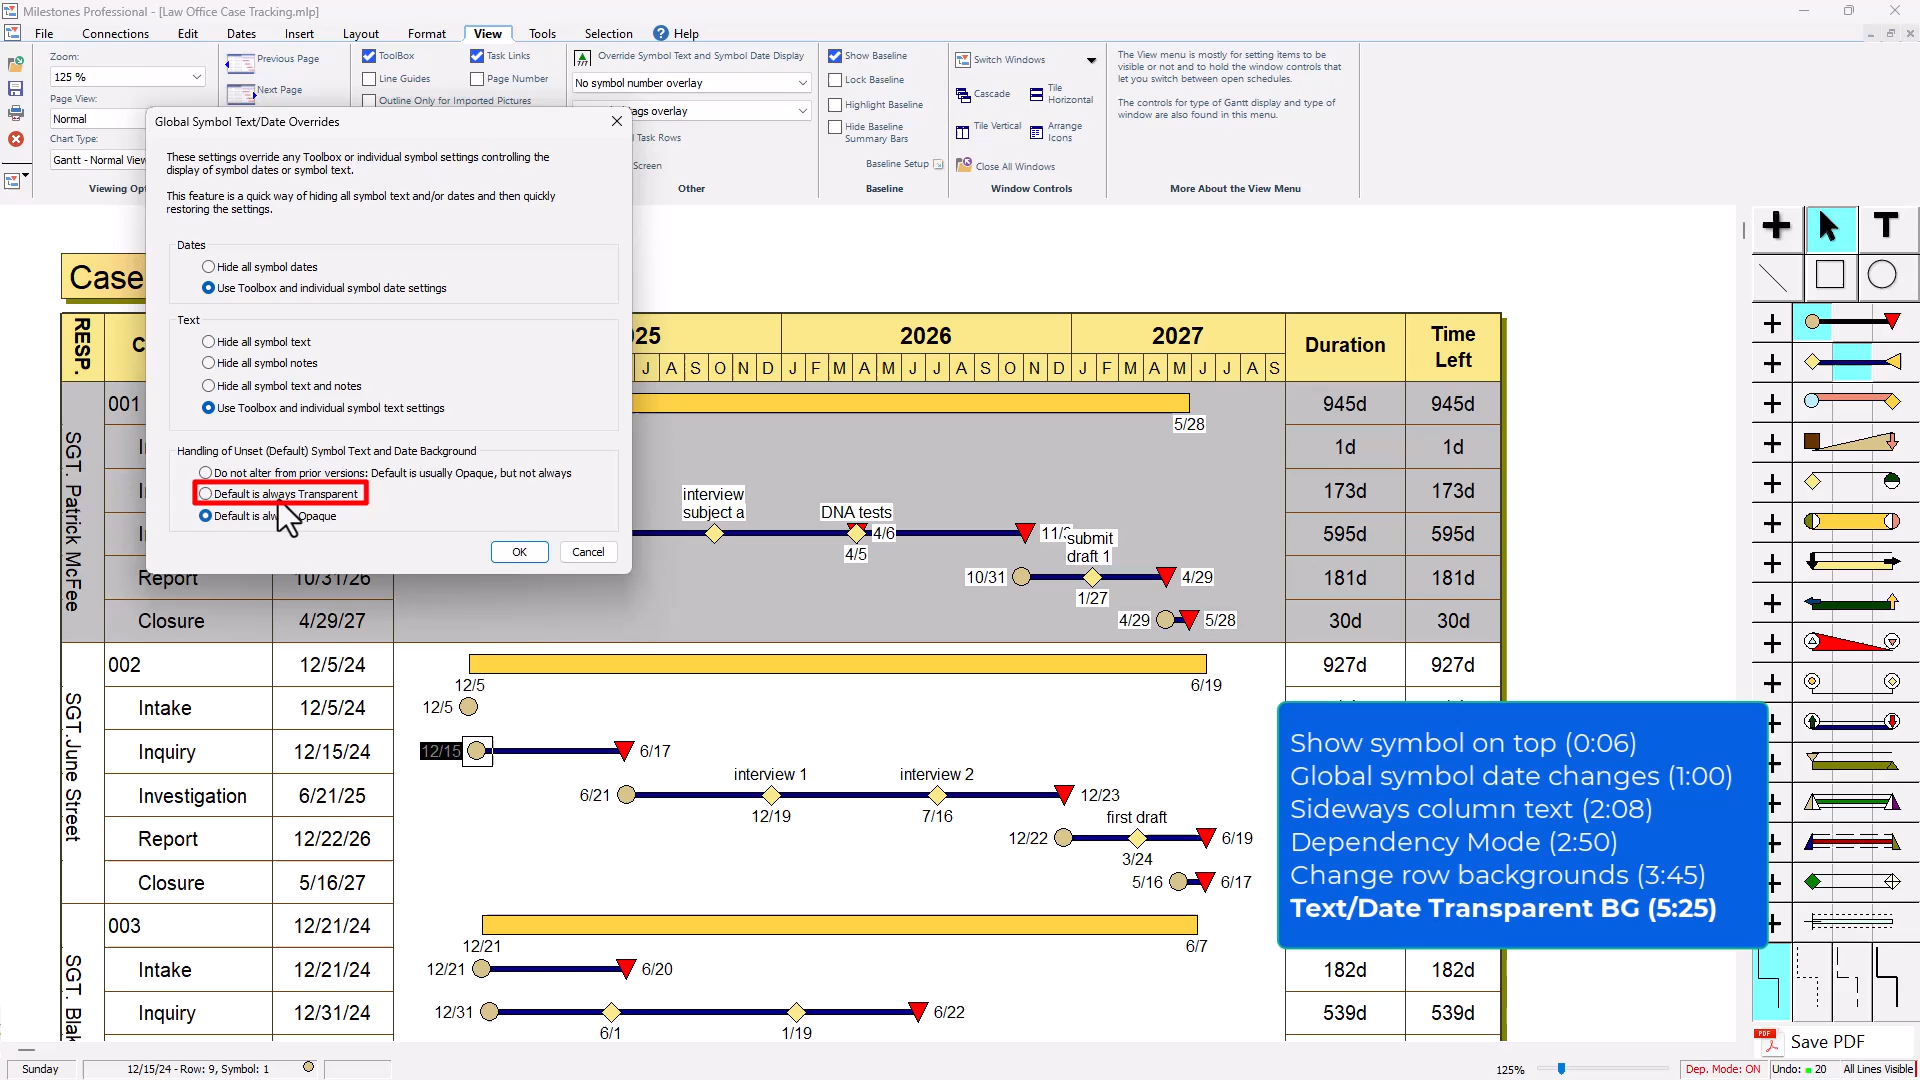 Milestones Professional - [Law Office Case Tracking.mlp]
File Connections Edit Dates Insert Layout Format View Tools Selection Help
Zoom:
125 %
Page View:
Normal
Chart Type:
Gantt - Normal View
Previous Page
Next Page
ToolBox
Line Guides
Outline Only for Imported Pictures
Task Links
Page Number
Override Symbol Text and Symbol Date Display
No symbol number overlay
ags overlay
Task Rows
Screen
Other
Show Baseline
Lock Baseline
Highlight Baseline
Hide Baseline
Summary Bars
Baseline Setup
Baseline
Switch Windows
Cascade
Tile
Horizontal
Tile Vertical
Arrange
Icons
Close All Windows
Window Controls
The View menu is mostly for setting items to be
visible or not and to hold the window controls that
let you switch between open schedules.
The controls for type of Gantt display and type of
window are also found in this menu.
More About the View Menu
Viewing Opt
Global Symbol Text/Date Overrides
These settings override any Toolbox or individual symbol settings controlling the
display of symbol dates or symbol text.
This feature is a quick way of hiding all symbol text and/or dates and then quickly
restoring the settings.
Dates
Hide all symbol dates
Use Toolbox and individual symbol date settings
Text
Hide all symbol text
Hide all symbol notes
Hide all symbol text and notes
Use Toolbox and individual symbol text settings
Handling of Unset (Default) Symbol Text and Date Background
Do not alter from prior versions: Default is usually Opaque, but not always
Default is always Transparent
Default is always Opaque
OK Cancel
Case
RESP. C 25 2026 2027 Duration Time
Left
J A S O N D J F M A M J J A S O N D J F M A M J J A S
SGT. Patrick McFee
001 5/28 945d 945d
1d 1d
173d 173d
interview
subject a
DNA tests
4/6 4/5 11/ 595d 595d
submit
draft 1
Report 10/31/26 10/31 1/27 4/29 181d 181d
Closure 4/29/27 4/29 5/28 30d 30d
SGT.June Street
002 12/5/24 12/5 6/19 927d 927d
Intake 12/5/24 12/5
Inquiry 12/15/24 12/15 6/17
interview 1 interview 2
Investigation 6/21/25 6/21 12/19 7/16 12/23
first draft
Report 12/22/26 12/22 3/24 6/19
Closure 5/16/27 5/16 6/17
SGT. Blak
003 12/21/24 12/21 6/7
Intake 12/21/24 12/21 6/20 182d 182d
Inquiry 12/31/24 12/31 6/1 1/19 6/22 539d 539d
Show symbol on top (0:06)
Global symbol date changes (1:00)
Sideways column text (2:08)
Dependency Mode (2:50)
Change row backgrounds (3:45)
Text/Date Transparent BG (5:25)
T
PDF Save PDF
Sunday 12/15/24 - Row: 9, Symbol: 1 125% Dep. Mode: ON Undo: 20 All Lines Visible